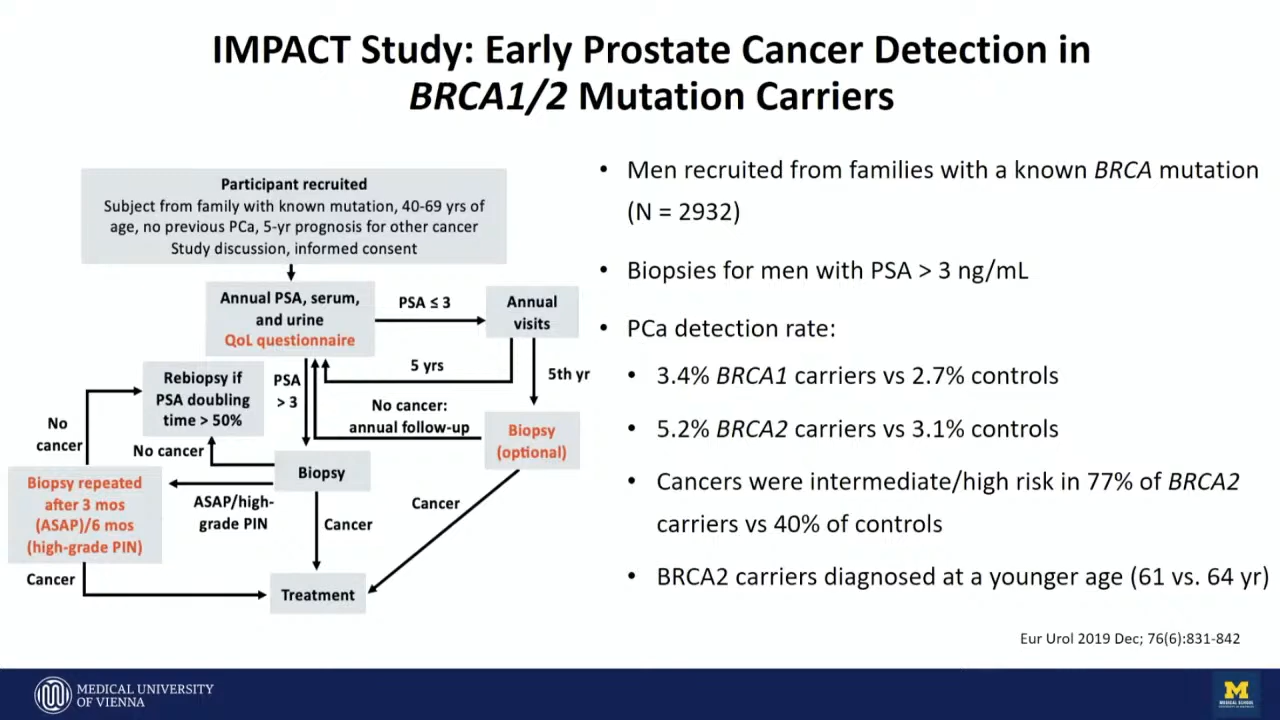 IMPACT Study: Early Prostate Cancer Detection in
BRCA1/2 Mutation Carriers
Participant recruited
Subject from family with known mutation, 40-69 yrs of
age, no previous PCa, 5-yr prognosis for other cancer
Study discussion, informed consent
Annual PSA, serum,
and urine
QoL questionnaire
PSA ≤ 3
Annual
visits
5 yrs
5th yr
Rebiopsy if
PSA doubling
time > 50%
PSA
> 3
No cancer:
annual follow-up
Biopsy
(optional)
No
cancer
No cancer
Biopsy
Biopsy repeated
after 3 mos
(ASAP)/6 mos
(high-grade PIN)
ASAP/high-
grade PIN
Cancer
Cancer
Cancer
Treatment
• Men recruited from families with a known BRCA mutation
(N = 2932)
• Biopsies for men with PSA > 3 ng/mL
• PCa detection rate:
• 3.4% BRCA1 carriers vs 2.7% controls
• 5.2% BRCA2 carriers vs 3.1% controls
• Cancers were intermediate/high risk in 77% of BRCA2
carriers vs 40% of controls
• BRCA2 carriers diagnosed at a younger age (61 vs. 64 yr)
Eur Urol 2019 Dec; 76(6):831-842
MEDICAL UNIVERSITY
OF VIENNA
M
MEDICAL SCHOOL